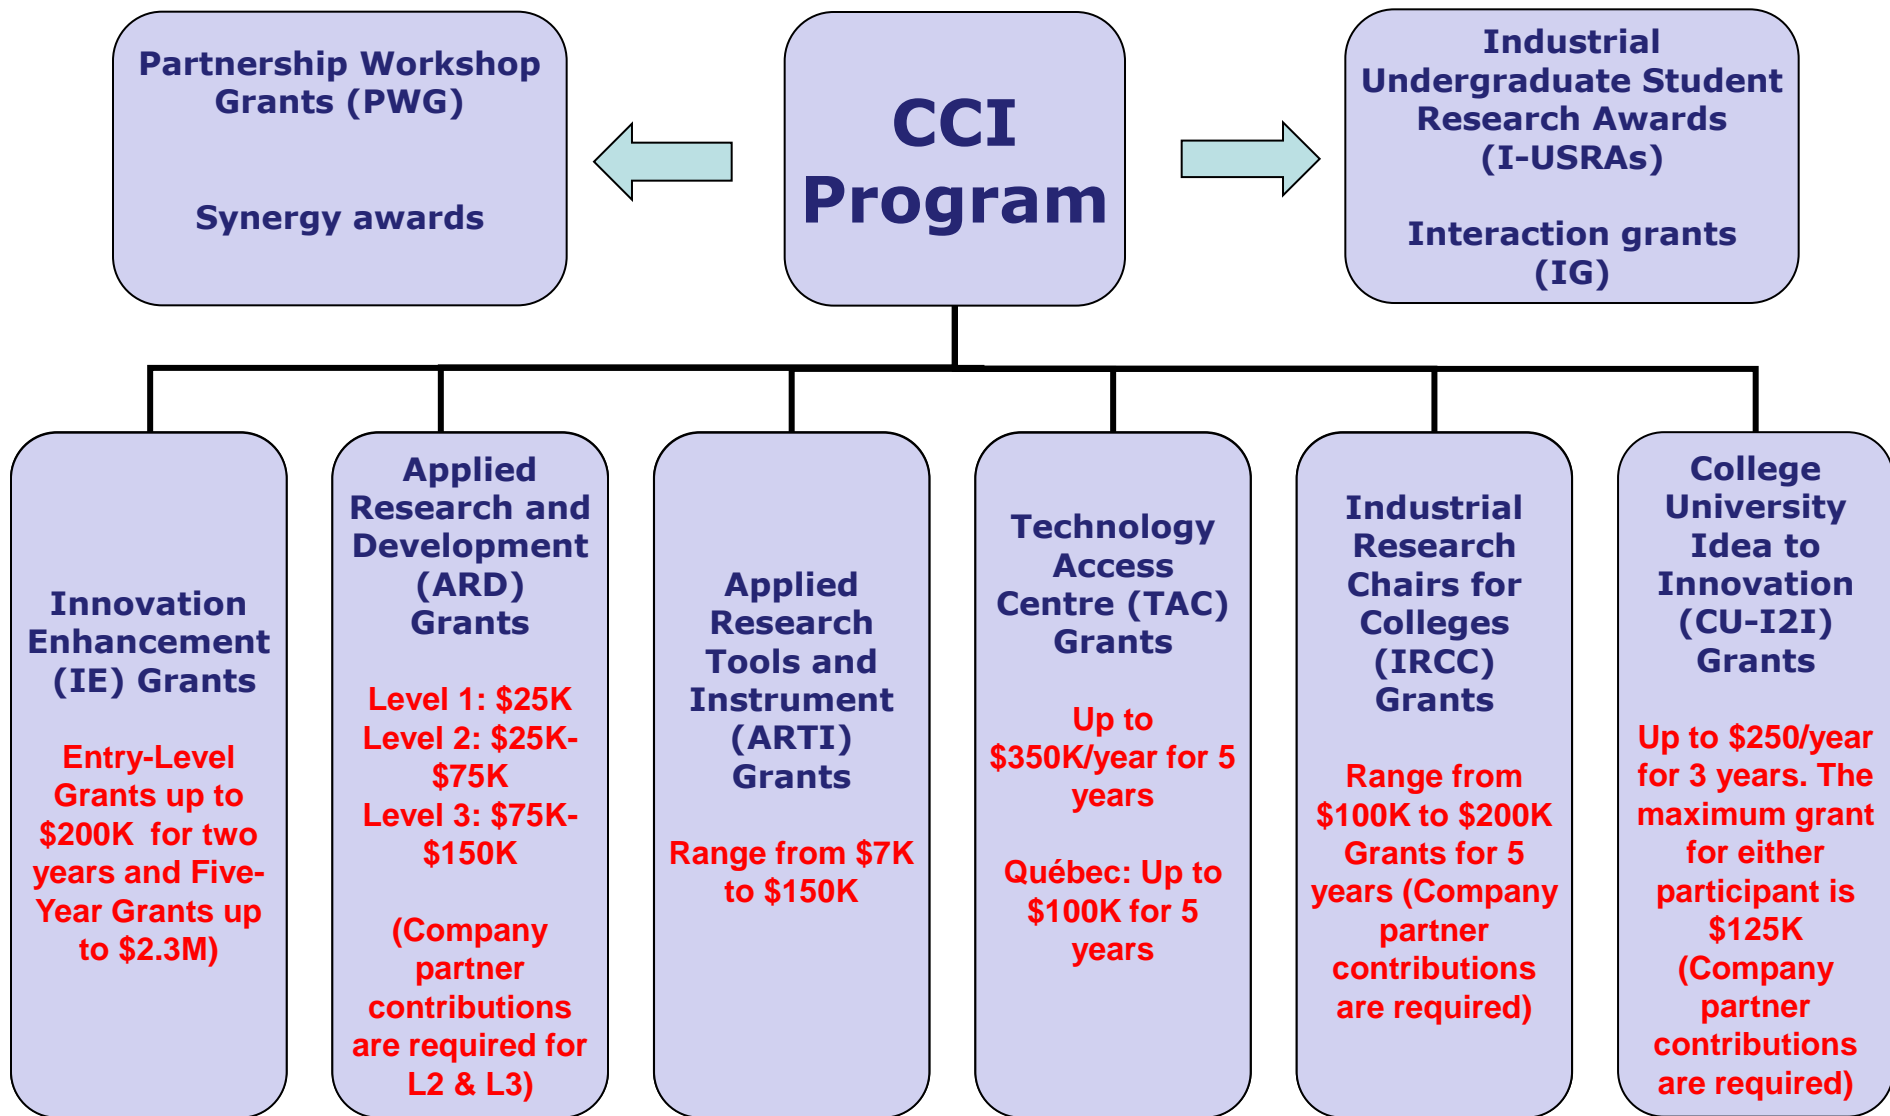 Partnership Workshop
Grants (PWG)
Synergy awards
CCI
Program
Industrial
Undergraduate Student
Research Awards
(I-USRAs)
Interaction grants
(IG)
Innovation
Enhancement
(IE) Grants
Entry-Level
Grants up to
$200K for two
years and Five-
Year Grants up
to $2.3M)
Applied
Research and
Development
(ARD)
Grants
Level 1: $25K
Level 2: $25K-
$75K
Level 3: $75K-
$150K
(Company
partner
contributions
are required for
L2 & L3)
Applied
Research
Tools and
Instrument
(ARTI)
Grants
Range from $7K
to $150K
Technology
Access
Centre (TAC)
Grants
Up to
$350K/year for 5
years
Québec: Up to
$100K for 5
years
Industrial
Research
Chairs for
Colleges
(IRCC)
Grants
Range from
$100K to $200K
Grants for 5
years (Company
partner
contributions
are required)
College
University
Idea to
Innovation
(CU-I2I)
Grants
Up to $250/year
for 3 years. The
maximum grant
for either
participant is
$125K
(Company
partner
contributions
are required)